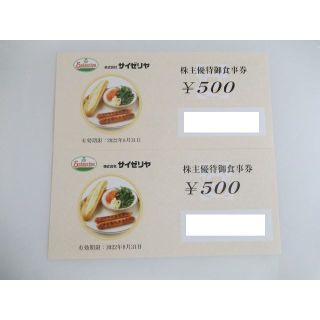 Saizeriya
株式会社 サイゼリヤ
株主優待御食事券
￥500
有効期限：2022年8月31日
Saizeriya
株式会社 サイゼリヤ
株主優待御食事券
￥500
有効期限：2022年8月31日